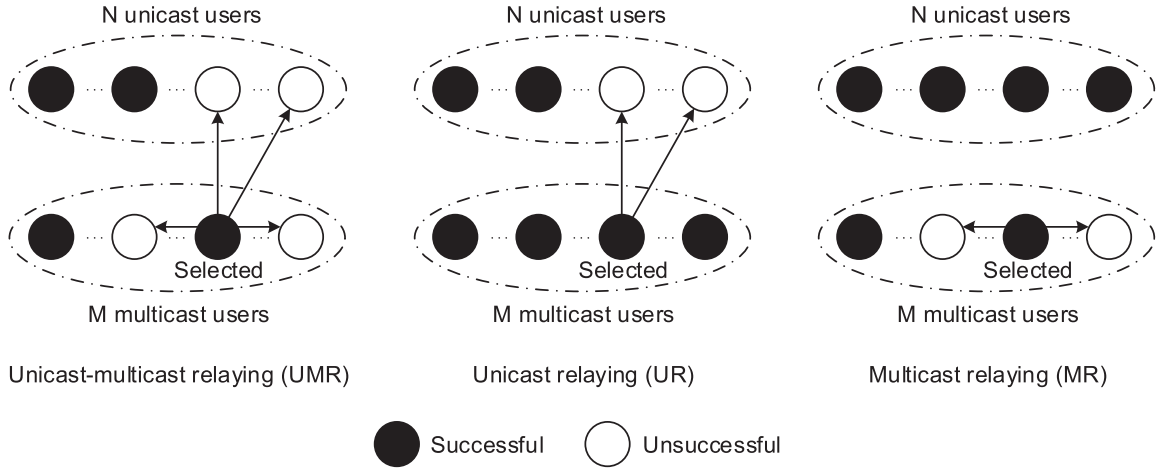 N unicast users
N unicast users
N unicast users
Selected
Selected
Selected
M multicast users
M multicast users
M multicast users
Unicast-multicast relaying (UMR)
Unicast relaying (UR)
Multicast relaying (MR)
Successful
Unsuccessful